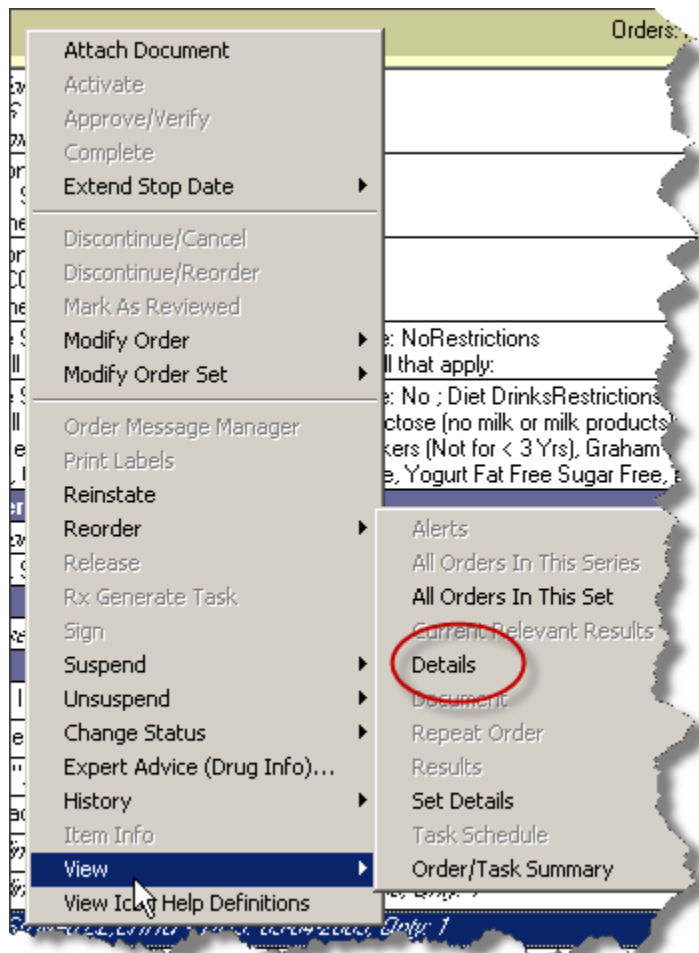 Orders:
Attach Document
Activate
Approve/Verify
Complete
Extend Stop Date
Discontinue/Cancel
Discontinue/Reorder
Mark As Reviewed
Modify Order
: NoRestrictions
Modify Order Set
ll that apply:
: No ; Diet DrinksRestrictions
Order Message Manager
ctose (no milk or milk products)
Print Labels
kers (Not for < 3 Yrs), Graham
Reinstate
, Yogurt Fat Free Sugar Free,
Reorder
Release
Rx Generate Task
Sign
Suspend
Unsuspend
Change Status
Expert Advice (Drug Info)...
History
Item Info
View
View Icon Help Definitions
Alerts
All Orders In This Series
All Orders In This Set
Current Relevant Results
Details
Document
Repeat Order
Results
Set Details
Task Schedule
Order/Task Summary
Qnty: 1